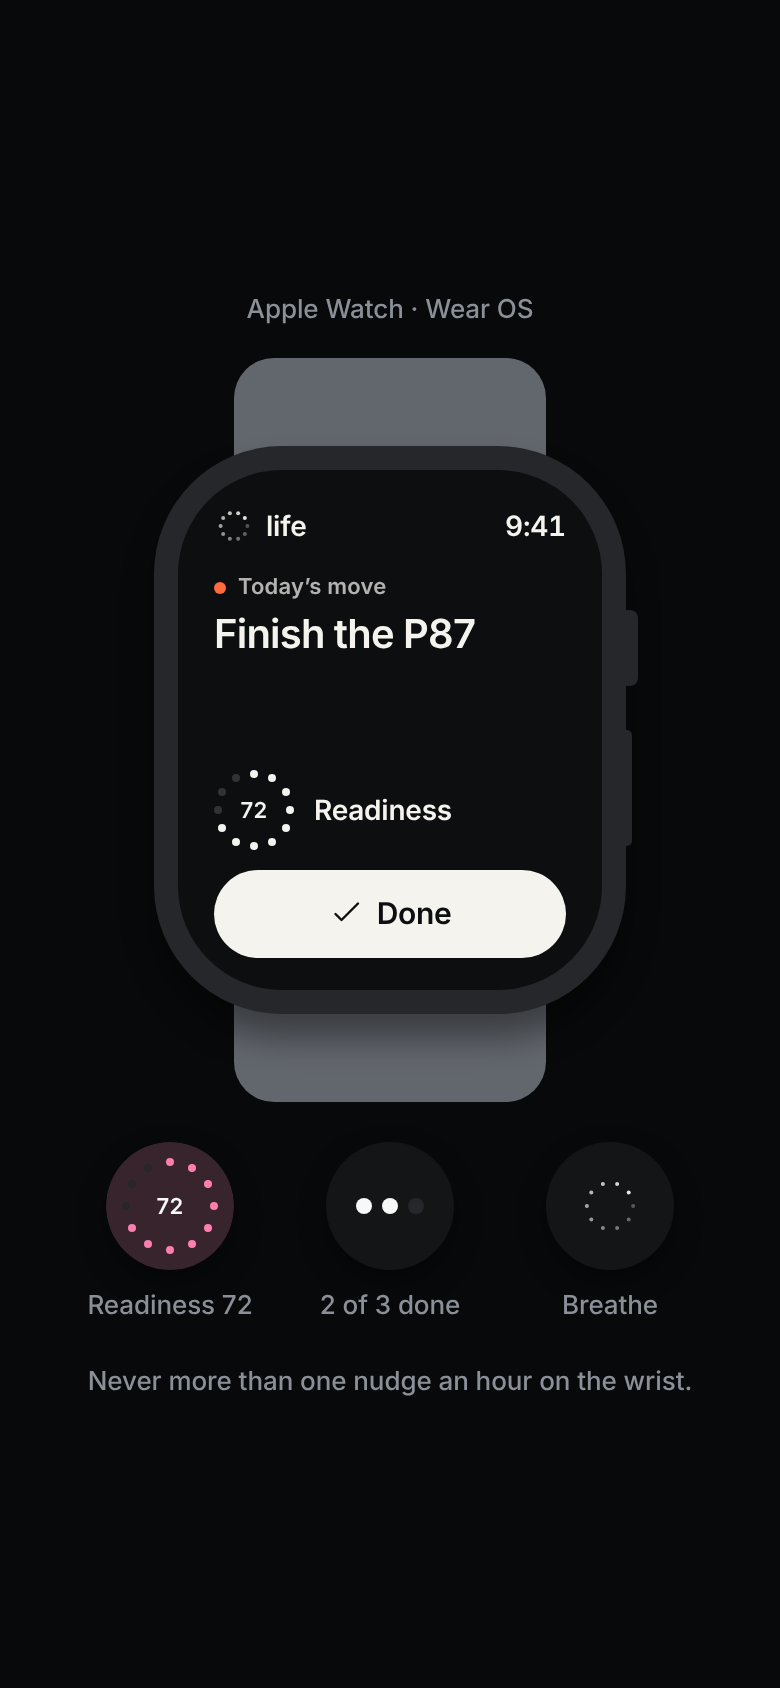 Apple Watch · Wear OS
life 9:41
Today’s move
Finish the P87
72 Readiness
Done
72
Readiness 72 2 of 3 done Breathe
Never more than one nudge an hour on the wrist.